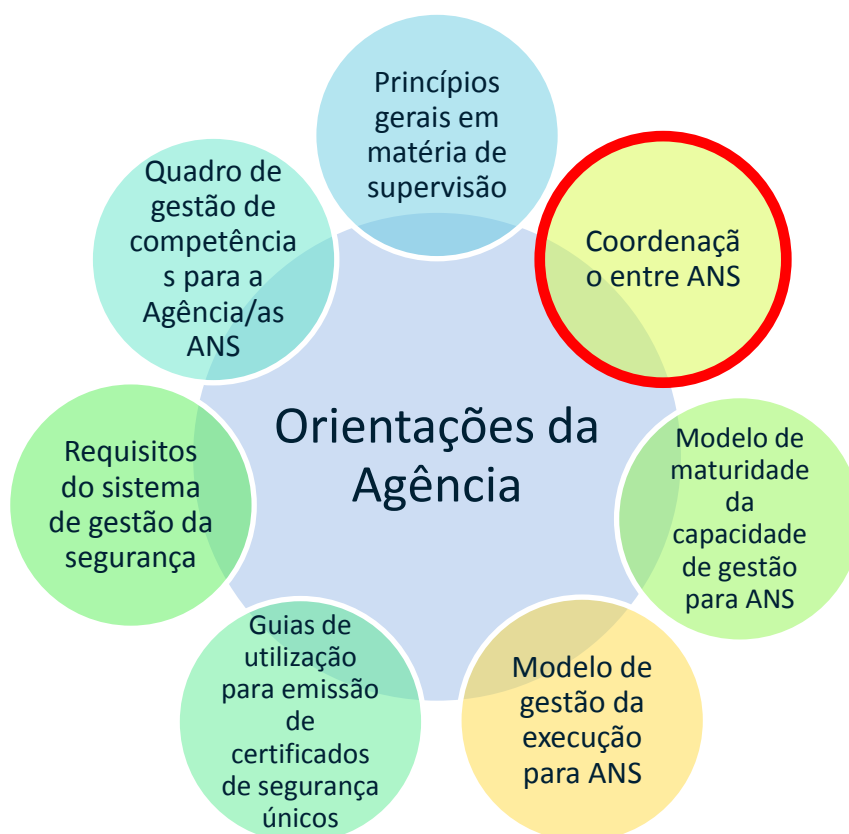 Princípios
gerais em
matéria de
supervisão
Coordenaçã
o entre ANS
Modelo de
maturidade
da
capacidade
de gestão
para ANS
Modelo de
gestão da
execução
para ANS
Guias de
utilização
para emissão
de
certificados
de segurança
únicos
Requisitos
do sistema
de gestão da
segurança
Quadro de
gestão de
competência
s para a
Agência/as
ANS
Orientações da
Agência